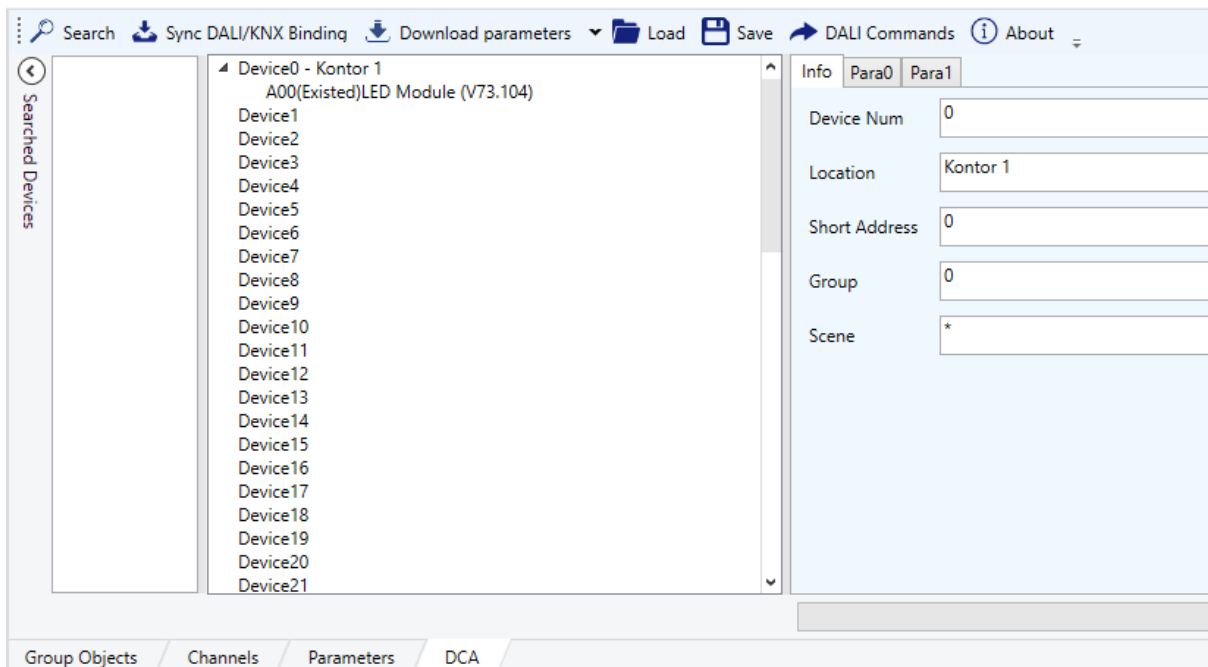 Search Sync DALI/KNX Binding Download parameters Load Save DALI Commands About
Searched Devices
Device0 - Kontor 1
A00(Existed)LED Module (V73.104)
Device1
Device2
Device3
Device4
Device5
Device6
Device7
Device8
Device9
Device10
Device11
Device12
Device13
Device14
Device15
Device16
Device17
Device18
Device19
Device20
Device21
Info Para0 Para1
Device Num 0
Location Kontor 1
Short Address 0
Group 0
Scene *
Group Objects Channels Parameters DCA